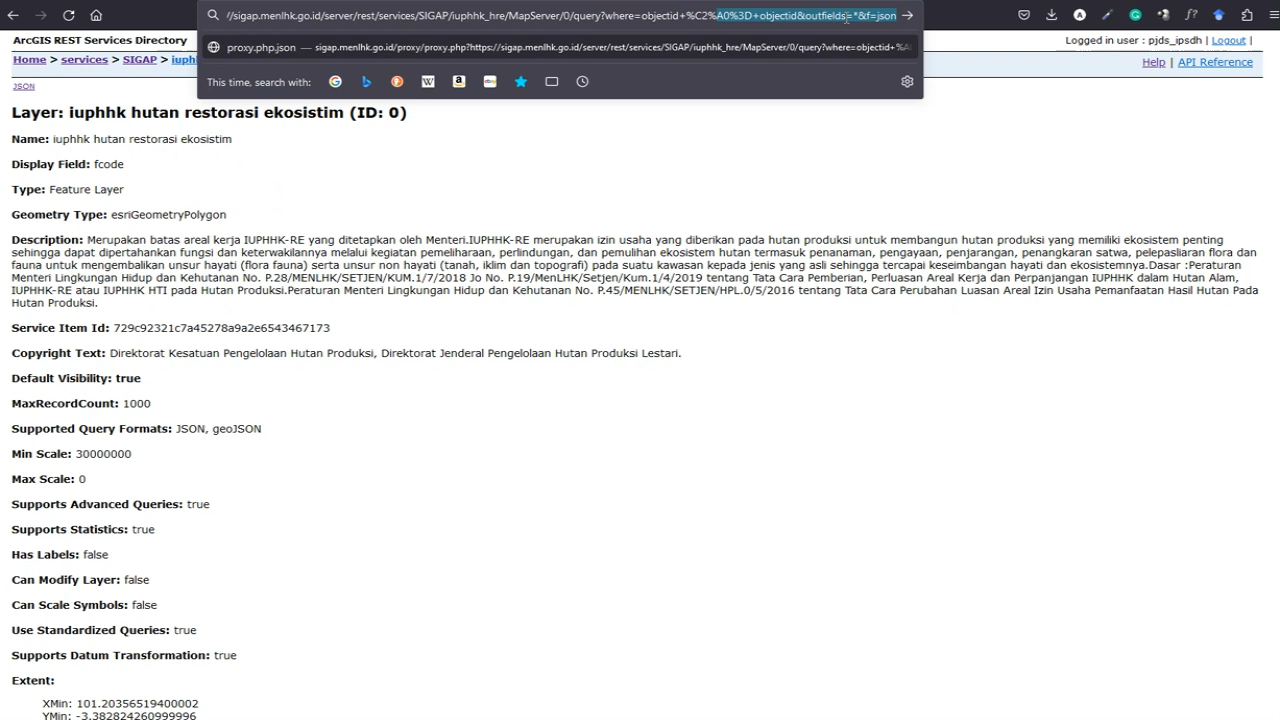 //sigap.menlhk.go.id/server/rest/services/SIGAP/iuphhk_hre/MapServer/0/query?where=objectid+%C2%A0%3D+objectid&outfields=*&f=json
ArcGIS REST Services Directory
Logged in user : pjds_ipsdh | Logout |
proxy.php.json — sigap.menlhk.go.id/proxy/proxy.php?https://sigap.menlhk.go.id/server/rest/services/SIGAP/iuphhk_hre/MapServer/0/query?where=objectid+%A
Home > services > SIGAP > iuph
Help | API Reference
This time, search with:
JSON
Layer: iuphhk hutan restorasi ekosistim (ID: 0)
Name: iuphhk hutan restorasi ekosistim
Display Field: fcode
Type: Feature Layer
Geometry Type: esriGeometryPolygon
Description: Merupakan batas areal kerja IUPHHK-RE yang ditetapkan oleh Menteri.IUPHHK-RE merupakan izin usaha yang diberikan pada hutan produksi untuk membangun hutan produksi yang memiliki ekosistem penting
sehingga dapat dipertahankan fungsi dan keterwakilannya melalui kegiatan pemeliharaan, perlindungan, dan pemulihan ekosistem hutan termasuk penanaman, pengayaan, penjarangan, penangkaran satwa, pelepasliaran flora dan
fauna untuk mengembalikan unsur hayati (flora fauna) serta unsur non hayati (tanah, iklim dan topografi) pada suatu kawasan kepada jenis yang asli sehingga tercapai keseimbangan hayati dan ekosistemnya.Dasar :Peraturan
Menteri Lingkungan Hidup dan Kehutanan No. P.28/MENLHK/SETJEN/KUM.1/7/2018 Jo No. P.19/MenLHK/Setjen/Kum.1/4/2019 tentang Tata Cara Pemberian, Perluasan Areal Kerja dan Perpanjangan IUPHHK dalam Hutan Alam,
IUPHHK-RE atau IUPHHK HTI pada Hutan Produksi.Peraturan Menteri Lingkungan Hidup dan Kehutanan No. P.45/MENLHK/SETJEN/HPL.0/5/2016 tentang Tata Cara Perubahan Luasan Areal Izin Usaha Pemanfaatan Hasil Hutan Pada
Hutan Produksi.
Service Item Id: 729c92321c7a45278a9a2e6543467173
Copyright Text: Direktorat Kesatuan Pengelolaan Hutan Produksi, Direktorat Jenderal Pengelolaan Hutan Produksi Lestari.
Default Visibility: true
MaxRecordCount: 1000
Supported Query Formats: JSON, geoJSON
Min Scale: 30000000
Max Scale: 0
Supports Advanced Queries: true
Supports Statistics: true
Has Labels: false
Can Modify Layer: false
Can Scale Symbols: false
Use Standardized Queries: true
Supports Datum Transformation: true
Extent:
XMin: 101.20356519400002
YMin: -3.382824260999996